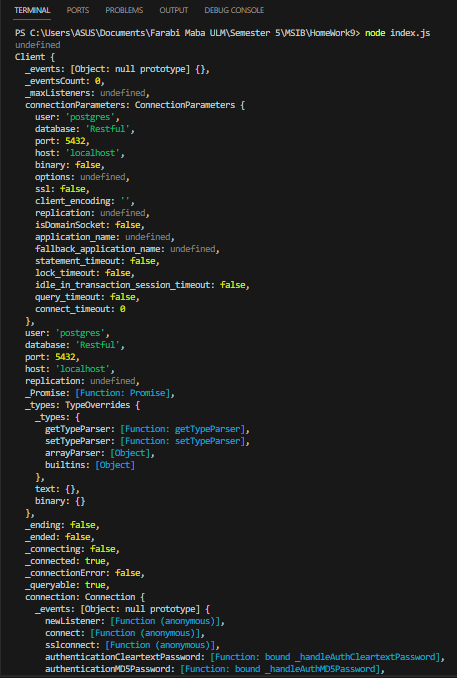 TERMINAL PORTS PROBLEMS OUTPUT DEBUG CONSOLE
PS C:\Users\ASUS\Documents\Farabi Maba ULM\Semester 5\MSIB\HomeWork9> node index.js
undefined
Client {
  _events: [Object: null prototype] {},
  _eventsCount: 0,
  _maxListeners: undefined,
  connectionParameters: ConnectionParameters {
    user: 'postgres',
    database: 'Restful',
    port: 5432,
    host: 'localhost',
    binary: false,
    options: undefined,
    ssl: false,
    client_encoding: '',
    replication: undefined,
    isDomainSocket: false,
    application_name: undefined,
    fallback_application_name: undefined,
    statement_timeout: false,
    lock_timeout: false,
    idle_in_transaction_session_timeout: false,
    query_timeout: false,
    connect_timeout: 0
  },
  user: 'postgres',
  database: 'Restful',
  port: 5432,
  host: 'localhost',
  replication: undefined,
  _Promise: [Function: Promise],
  _types: TypeOverrides {
    _types: {
      getTypeParser: [Function: getTypeParser],
      setTypeParser: [Function: setTypeParser],
      arrayParser: [Object],
      builtins: [Object]
    },
    text: {},
    binary: {}
  },
  _ending: false,
  _ended: false,
  _connecting: false,
  _connected: true,
  _connectionError: false,
  _queryable: true,
  connection: Connection {
    _events: [Object: null prototype] {
      newListener: [Function (anonymous)],
      connect: [Function (anonymous)],
      sslconnect: [Function (anonymous)],
      authenticationCleartextPassword: [Function: bound _handleAuthCleartextPassword],
      authenticationMD5Password: [Function: bound _handleAuthMD5Password],